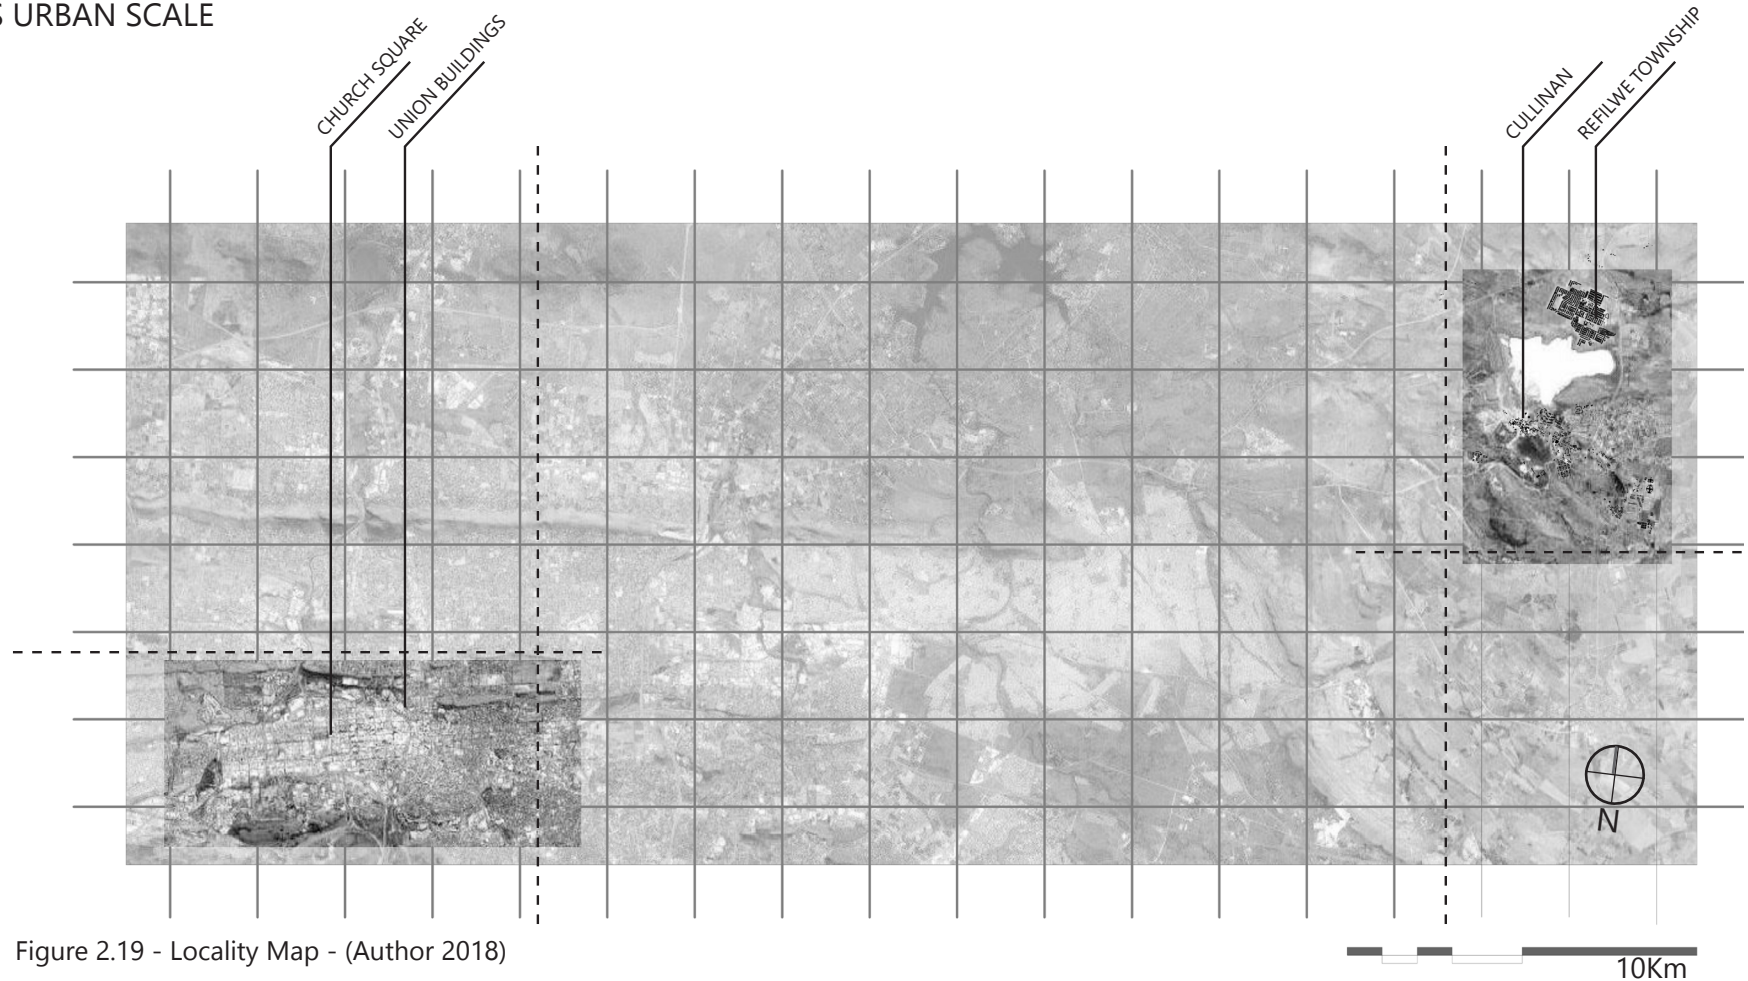 URBAN SCALE
CHURCH SQUARE
UNION BUILDINGS
CULLINAN
REFILWE TOWNSHIP
N
Figure 2.19 - Locality Map - (Author 2018)
10Km